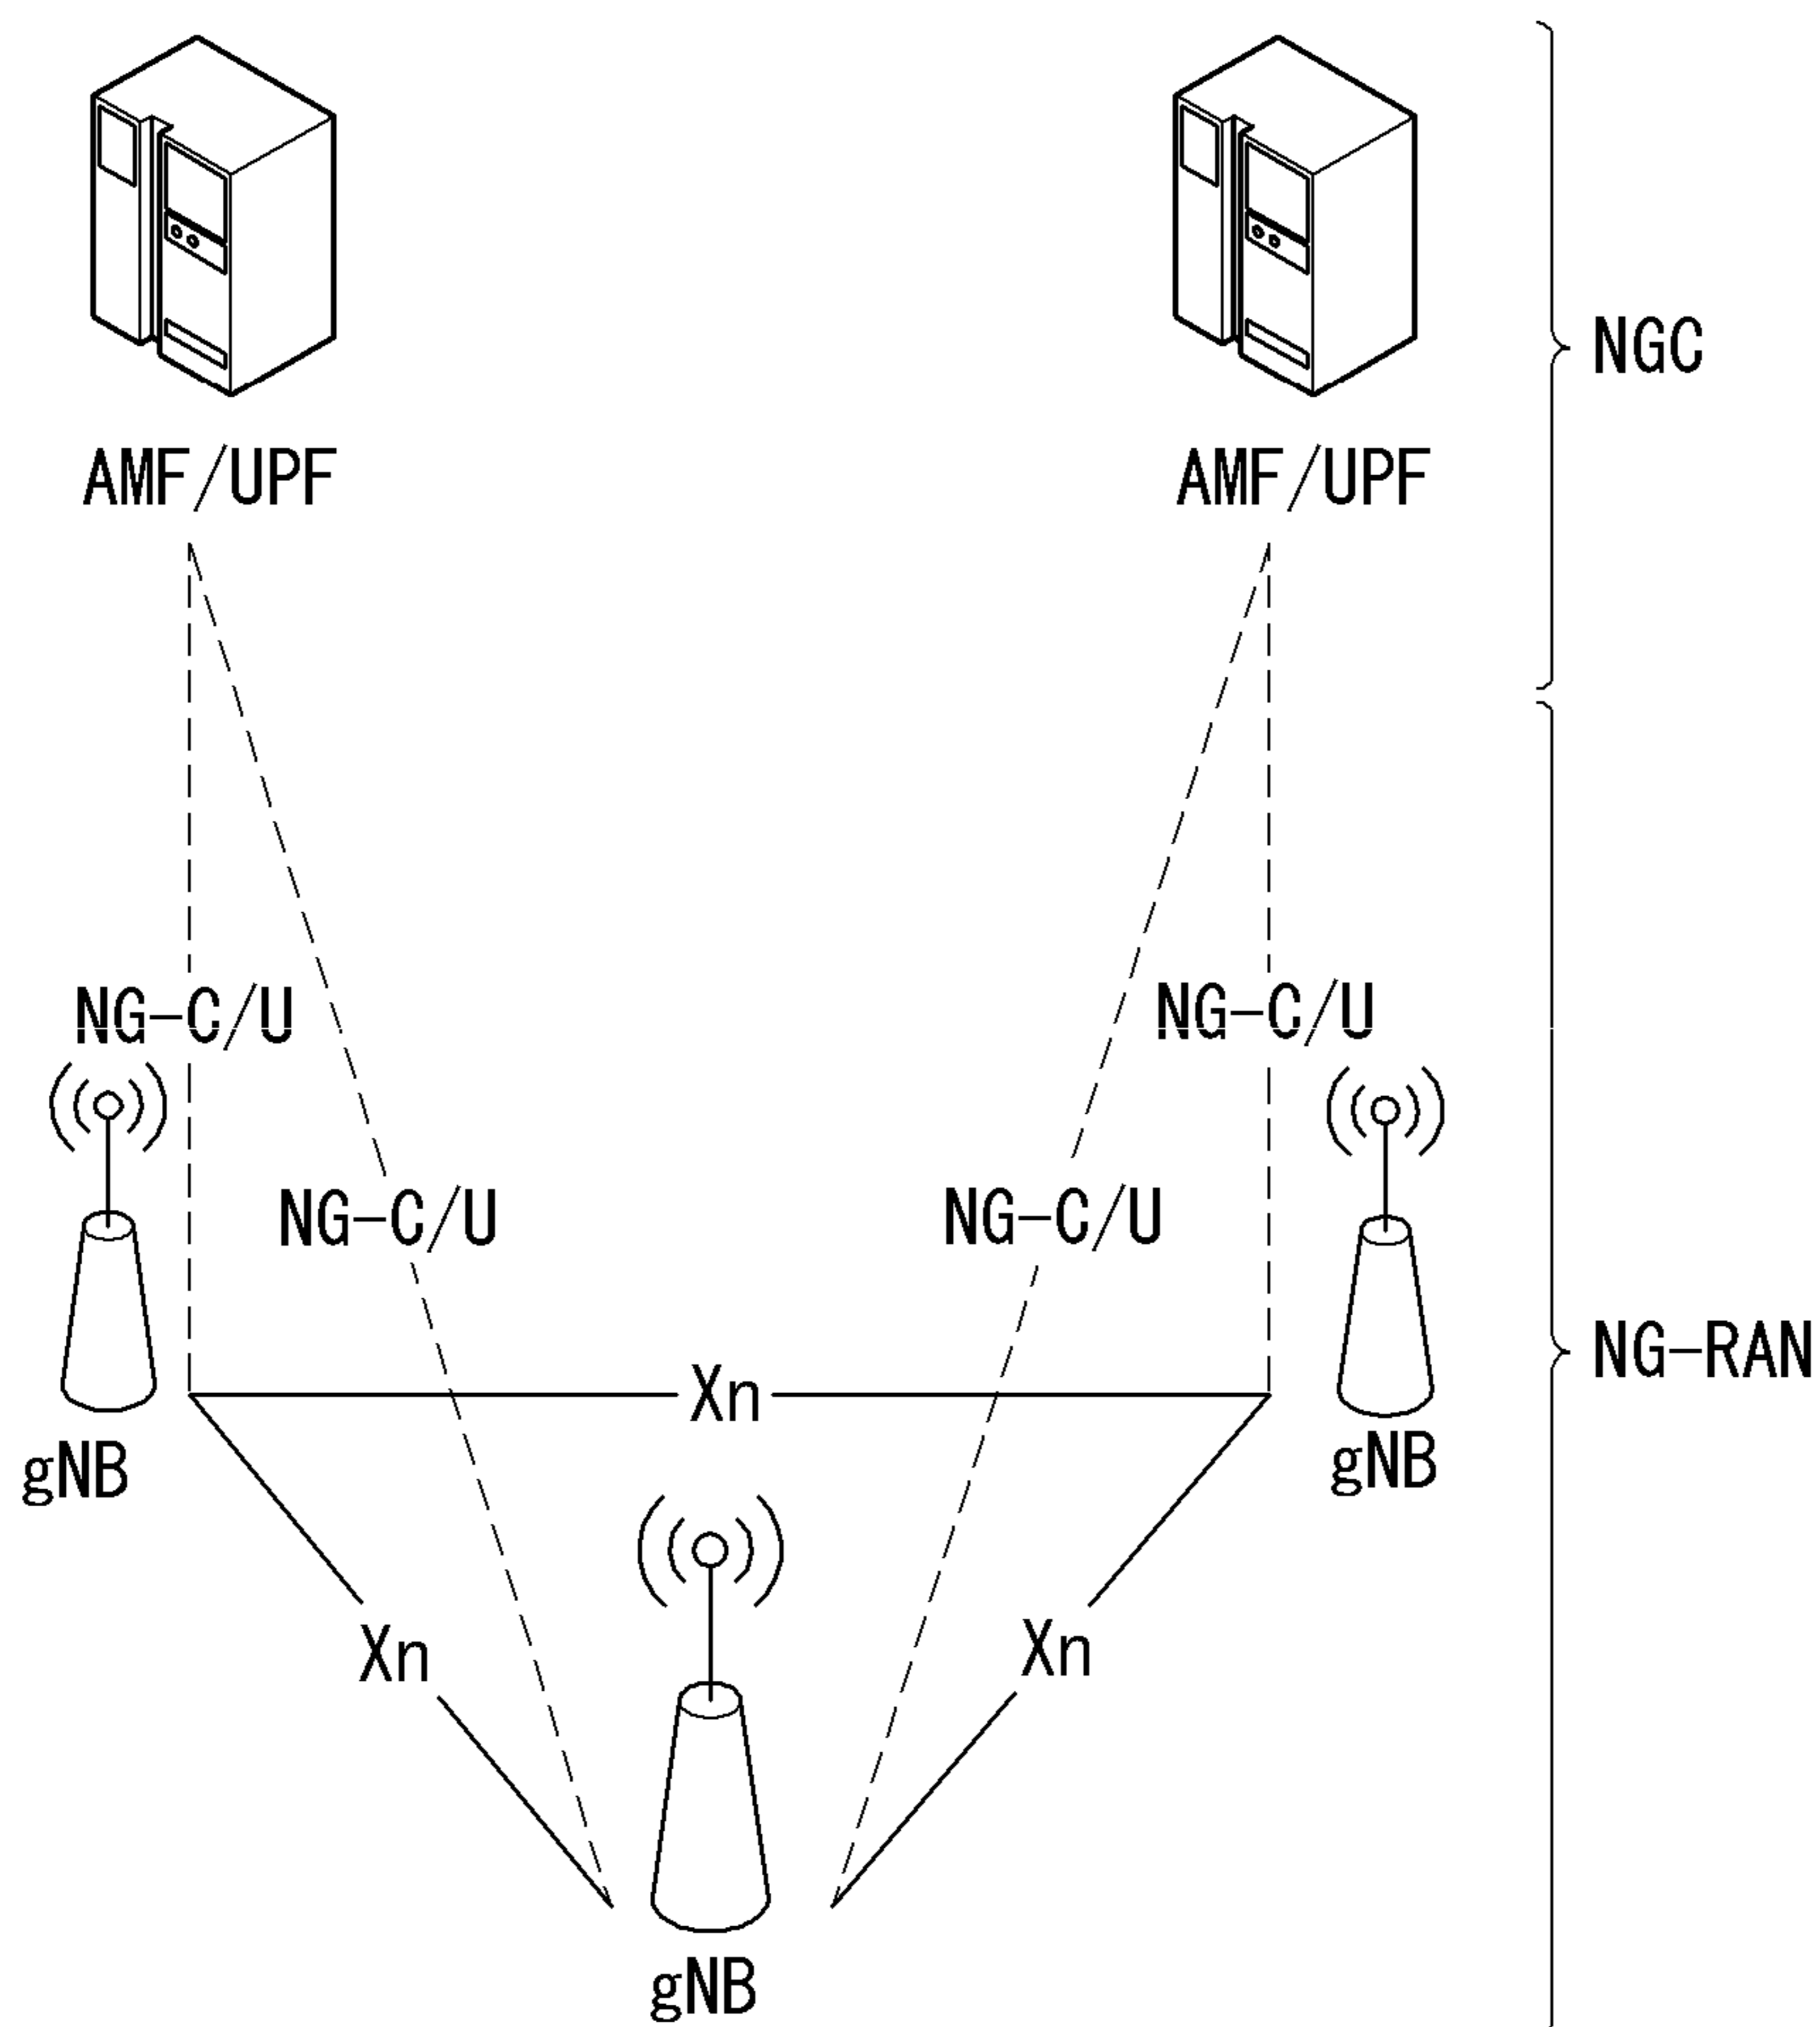 NGC
AMF/UPF
AMF/UPF
NG-C/U
NG-C/U
NG-C/U
NG-C/U
NG-RAN
Xn
gNB
gNB
Xn
Xn
gNB